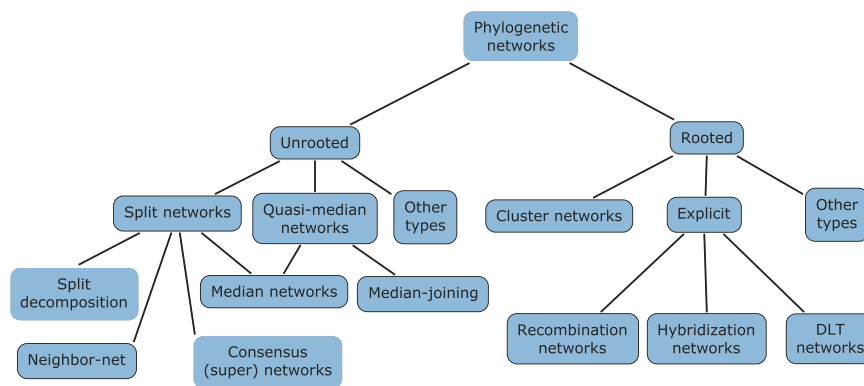 Phylogenetic
networks
Unrooted
Rooted
Split networks
Quasi-median
networks
Other
types
Cluster networks
Explicit
Other
types
Split
decomposition
Median networks
Median-joining
Neighbor-net
Consensus
(super) networks
Recombination
networks
Hybridization
networks
DLT
networks